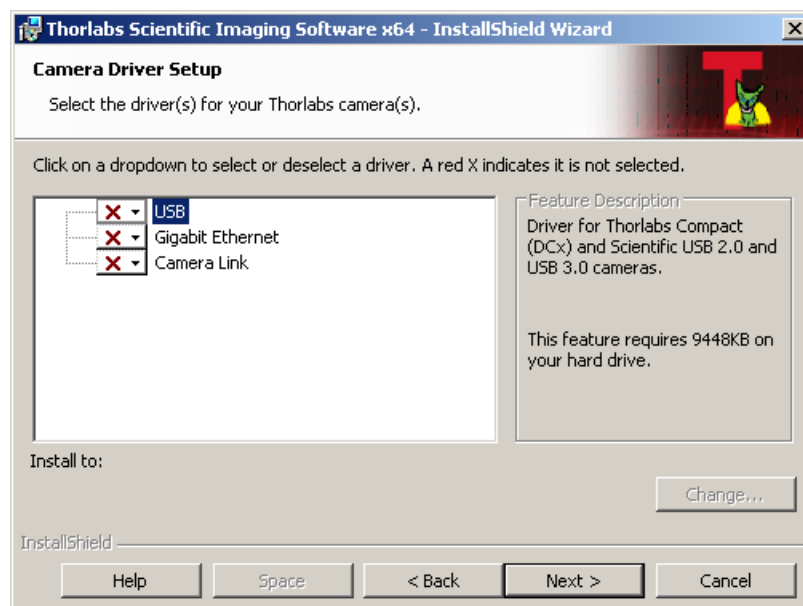 Thorlabs Scientific Imaging Software x64 - InstallShield Wizard
Camera Driver Setup
Select the driver(s) for your Thorlabs camera(s).
Click on a dropdown to select or deselect a driver. A red X indicates it is not selected.
USB
Gigabit Ethernet
Camera Link
Feature Description
Driver for Thorlabs Compact
(DCx) and Scientific USB 2.0 and
USB 3.0 cameras.
This feature requires 9448KB on
your hard drive.
Install to:
Change...
InstallShield
Help
Space
< Back
Next >
Cancel